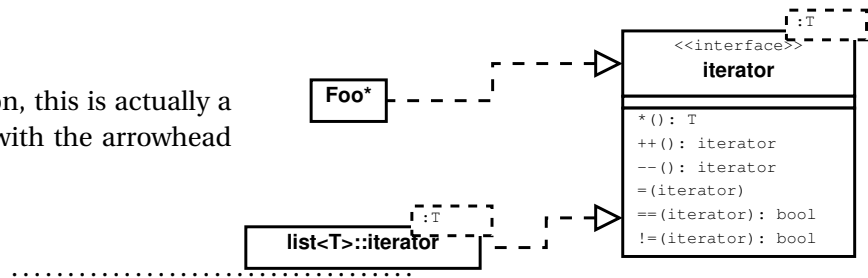 :T
<<interface>>
iterator
Foo*
on, this is actually a
with the arrowhead
*(): T
++(): iterator
--(): iterator
=(iterator)
==(iterator): bool
!=(iterator): bool
:T
list<T>::iterator